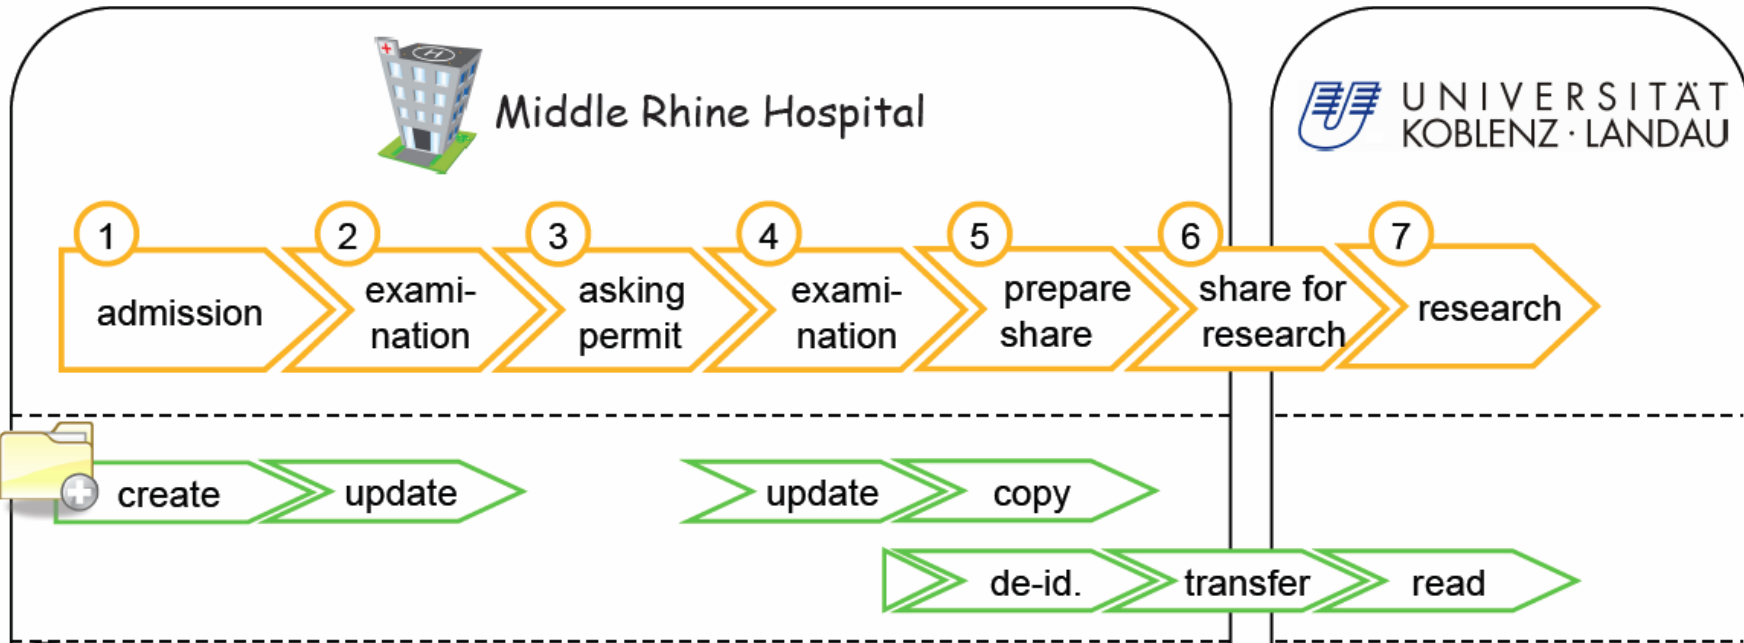 H
Middle Rhine Hospital
UNIVERSITÄT
KOBLENZ · LANDAU
1
admission
2
exami-
nation
3
asking
permit
4
exami-
nation
5
prepare
share
6
share for
research
7
research
create
update
update
copy
de-id.
transfer
read